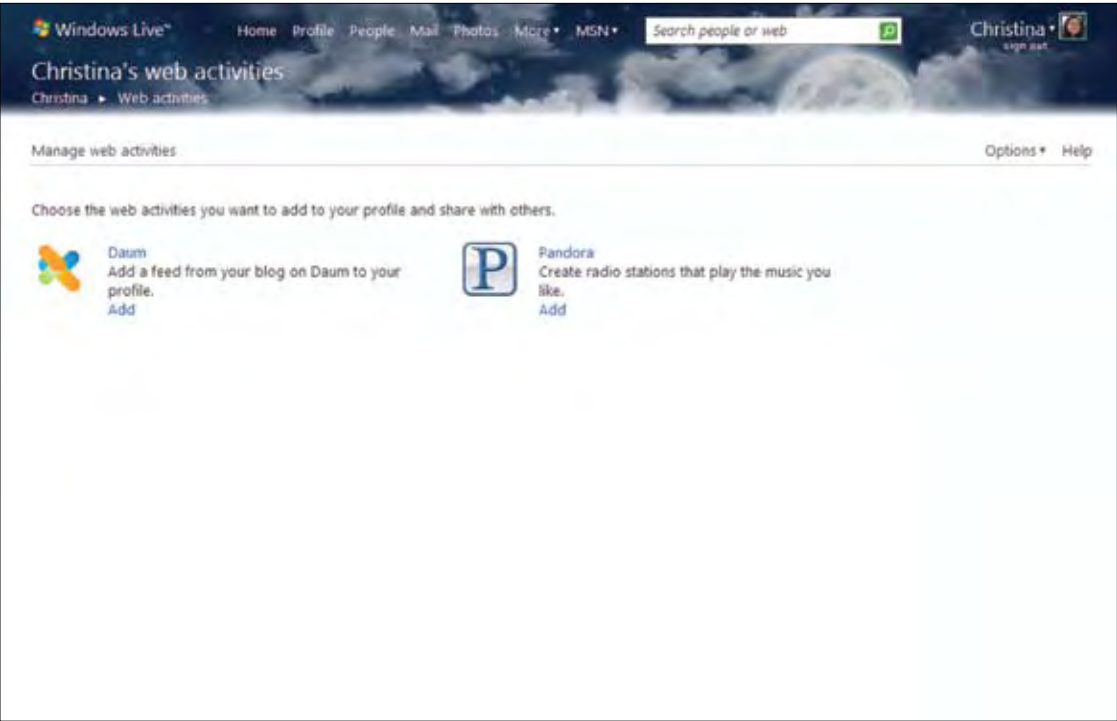 Windows Live™ Home Profile People Mail Photos More▾ MSN▾ Search people or web Christina▾
sign out
Christina's web activities
Christina ▸ Web activities
Manage web activities Options▾ Help
Choose the web activities you want to add to your profile and share with others.
Daum
Add a feed from your blog on Daum to your
profile.
Add
P
Pandora
Create radio stations that play the music you
like.
Add